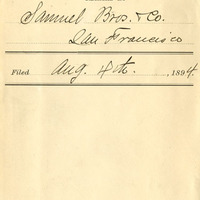 Samuel Bros. & Co.
San Francisco
Filed Aug. 4th, 1894.